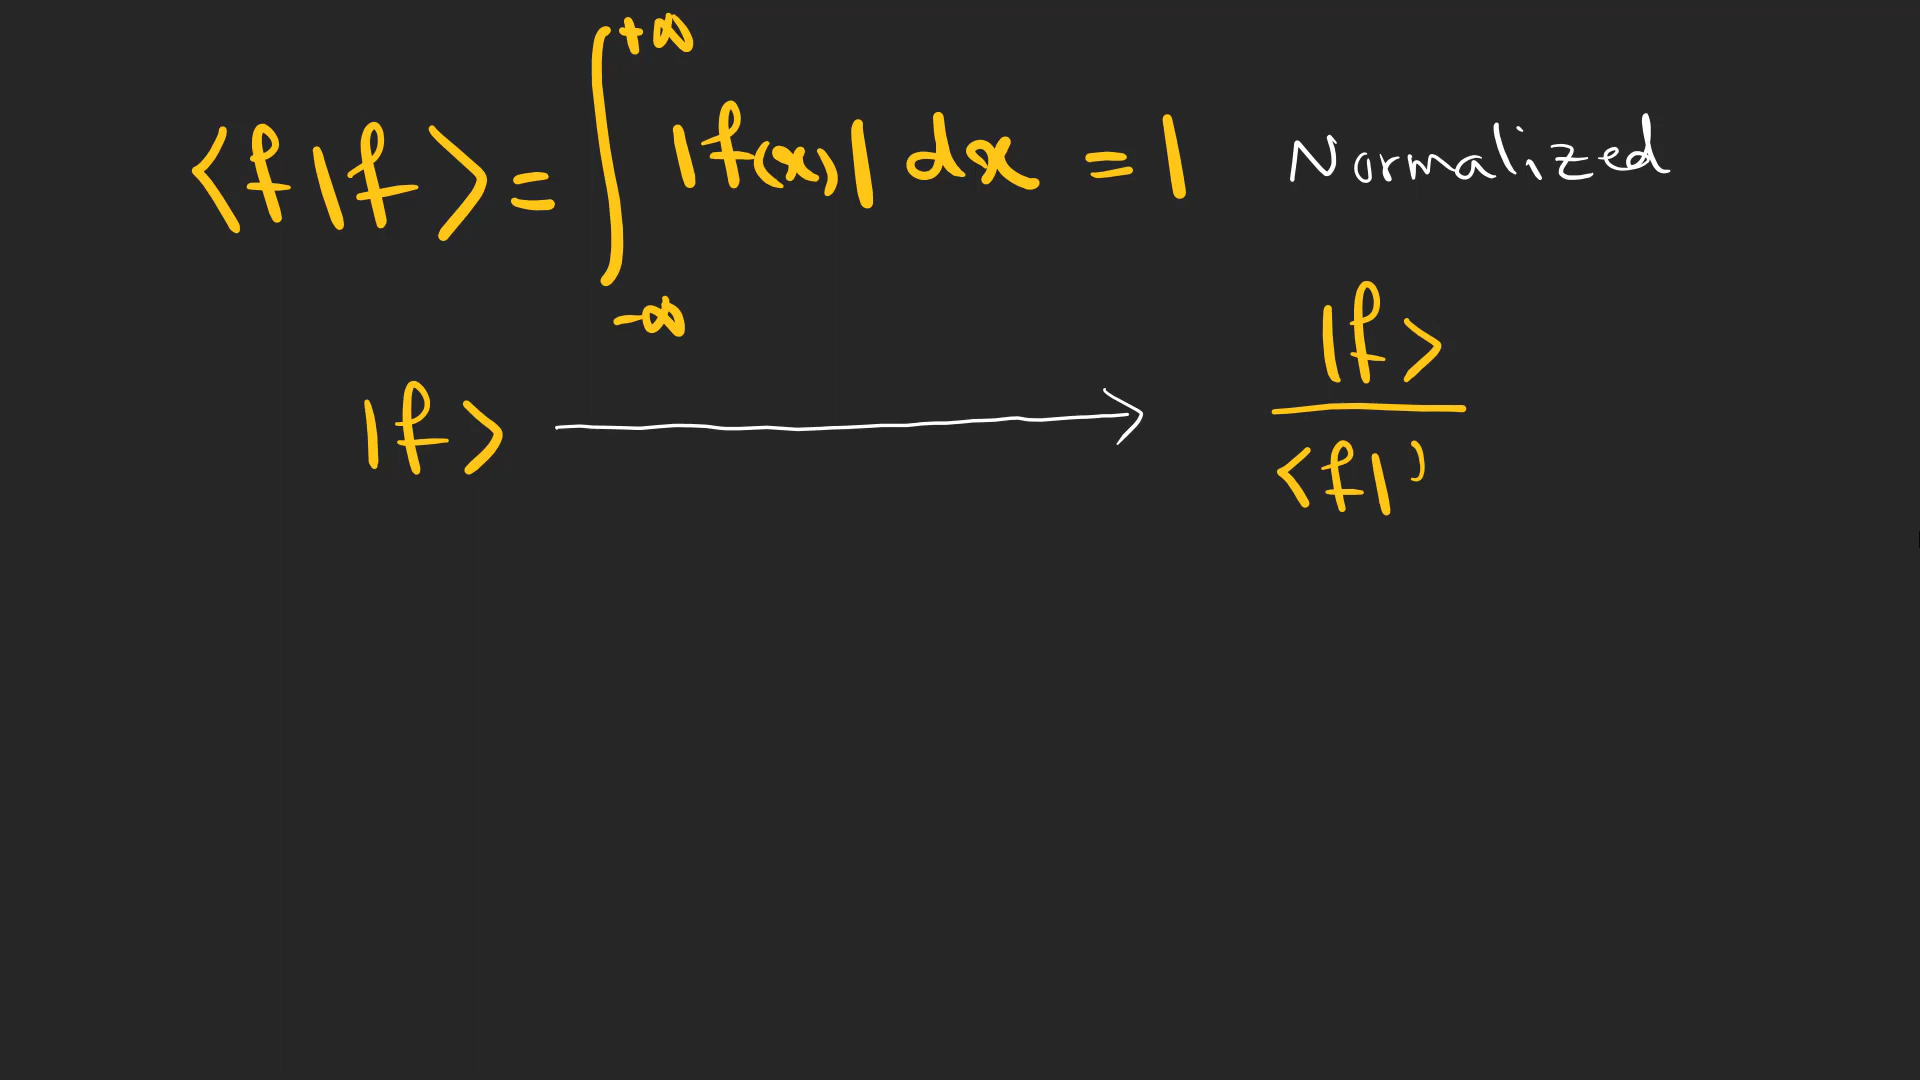 <f|f> = ∫_{-∞}^{+∞} |f(x)| dx = 1 Normalized
|f> ⟶ |f> / <f|